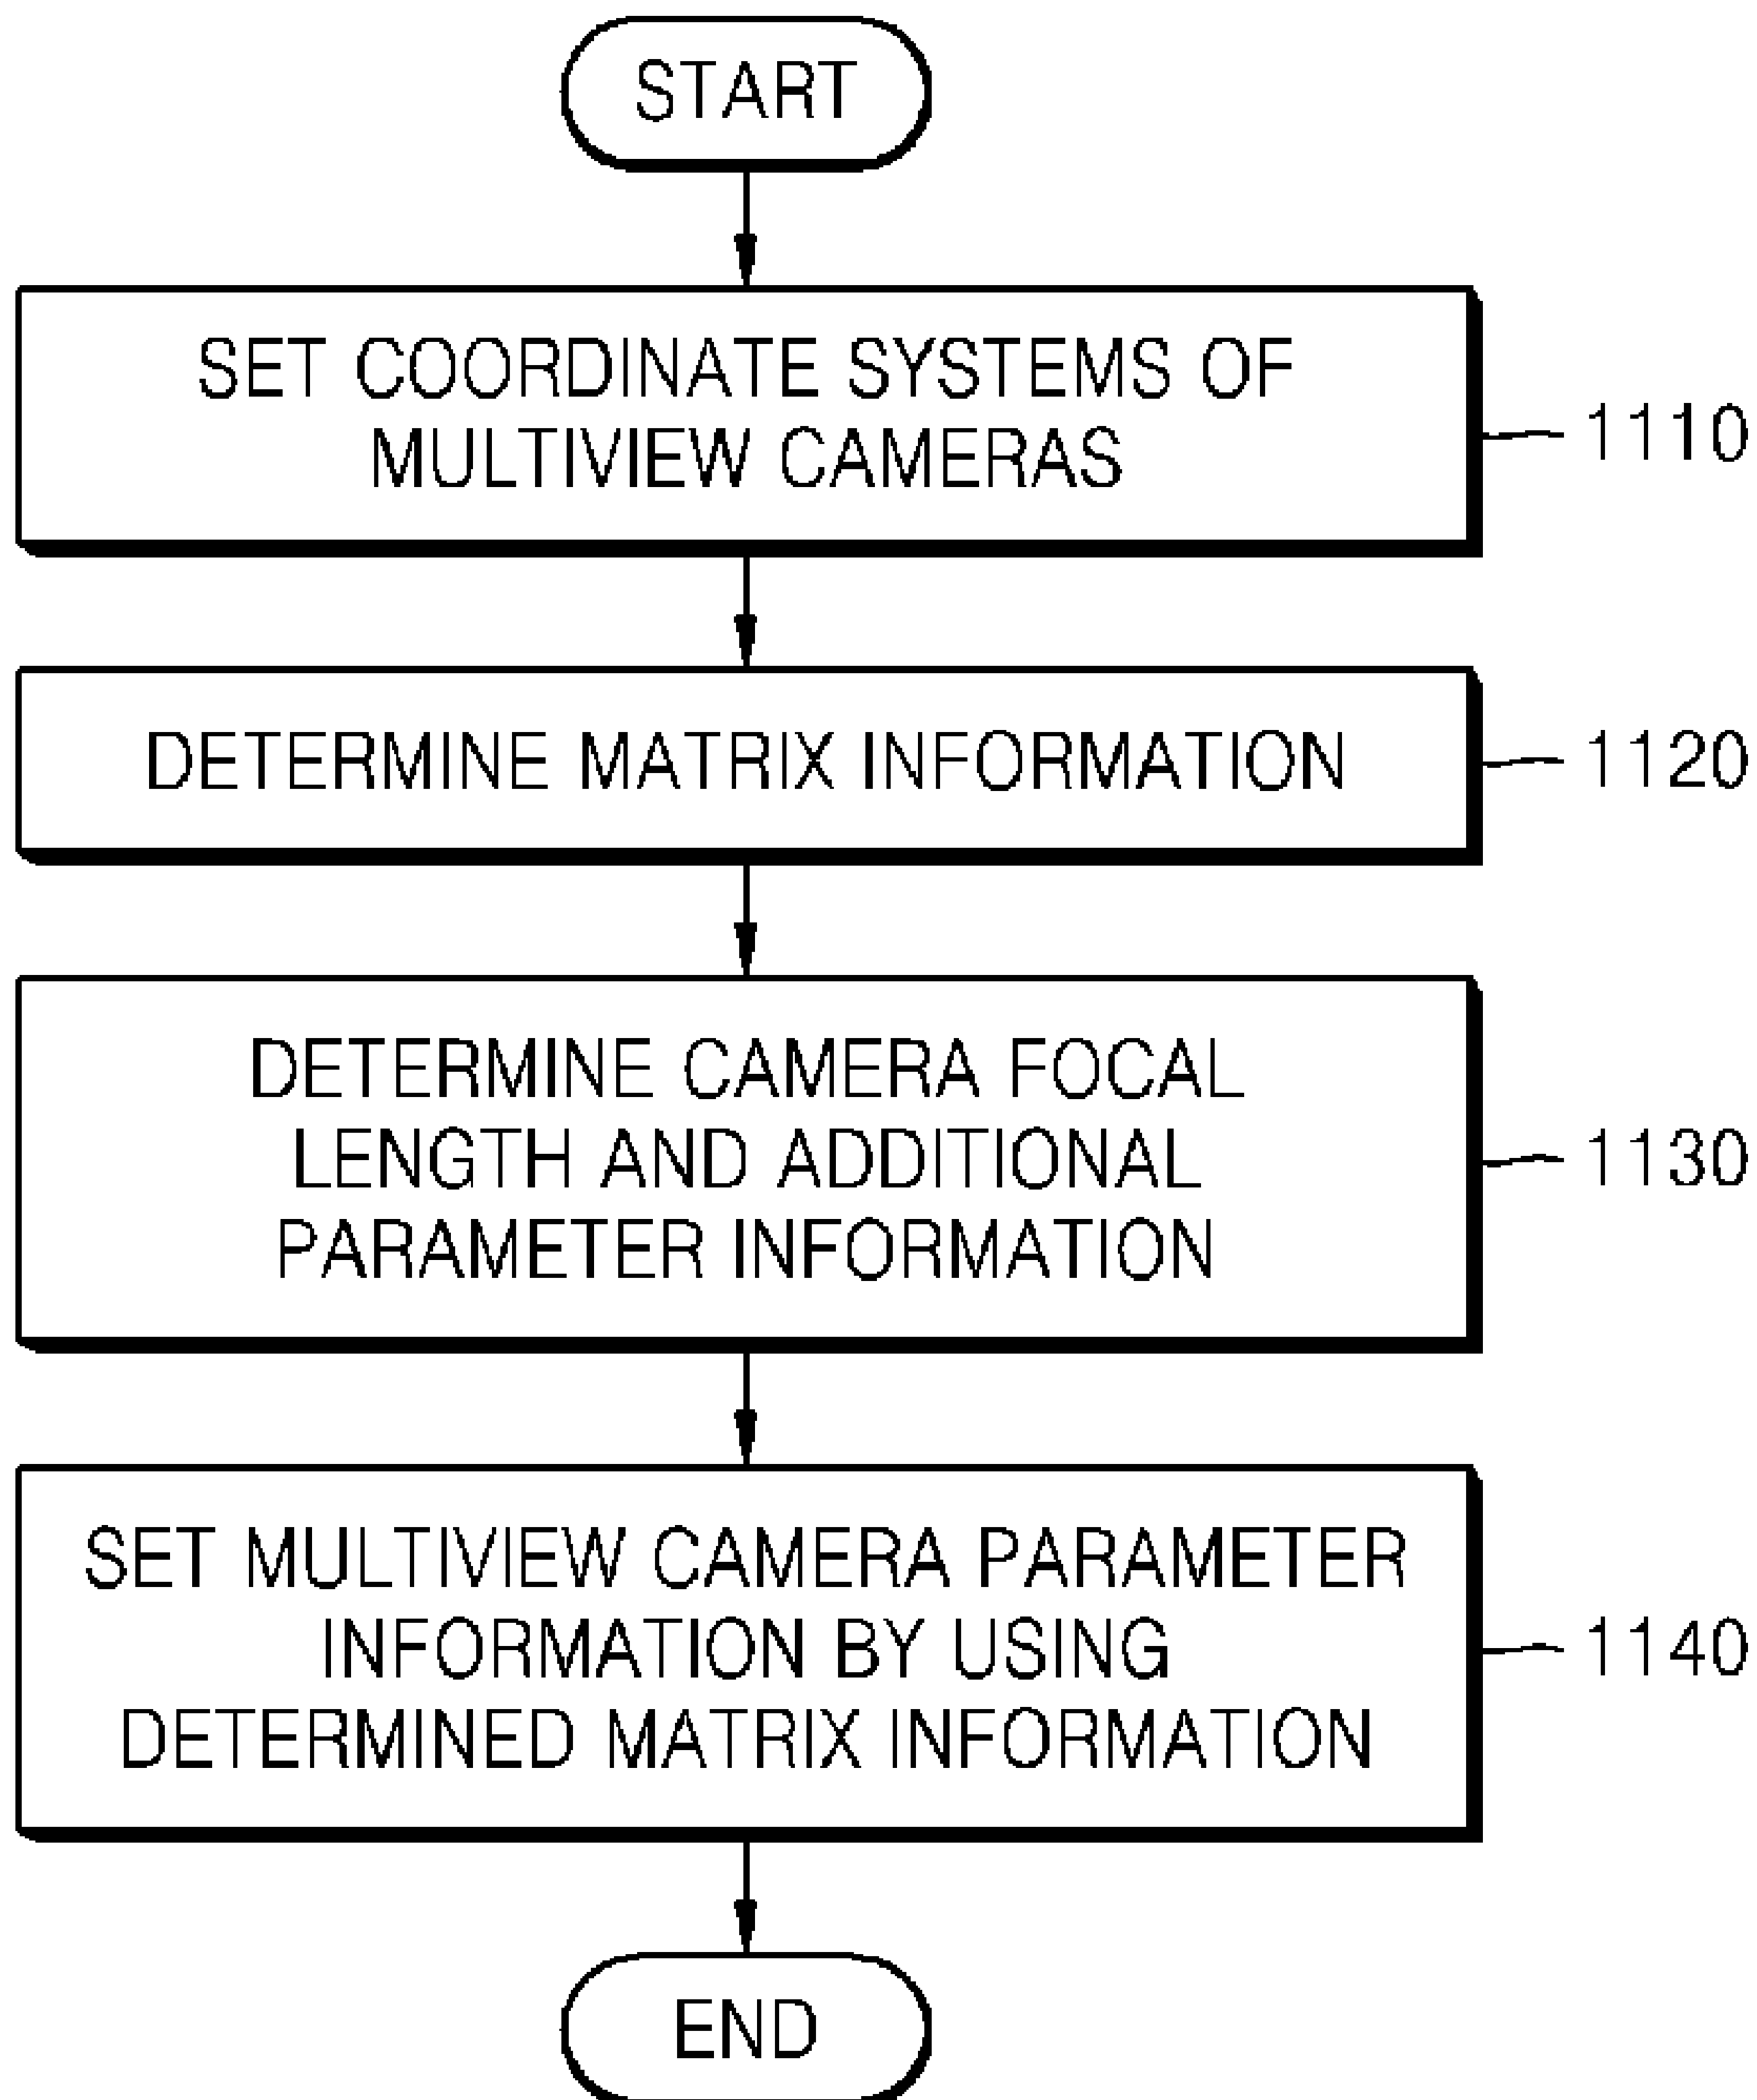 START
SET COORDINATE SYSTEMS OF
MULTIVIEW CAMERAS
1110
DETERMINE MATRIX INFORMATION
1120
DETERMINE CAMERA FOCAL
LENGTH AND ADDITIONAL
PARAMETER INFORMATION
1130
SET MULTIVIEW CAMERA PARAMETER
INFORMATION BY USING
DETERMINED MATRIX INFORMATION
1140
END